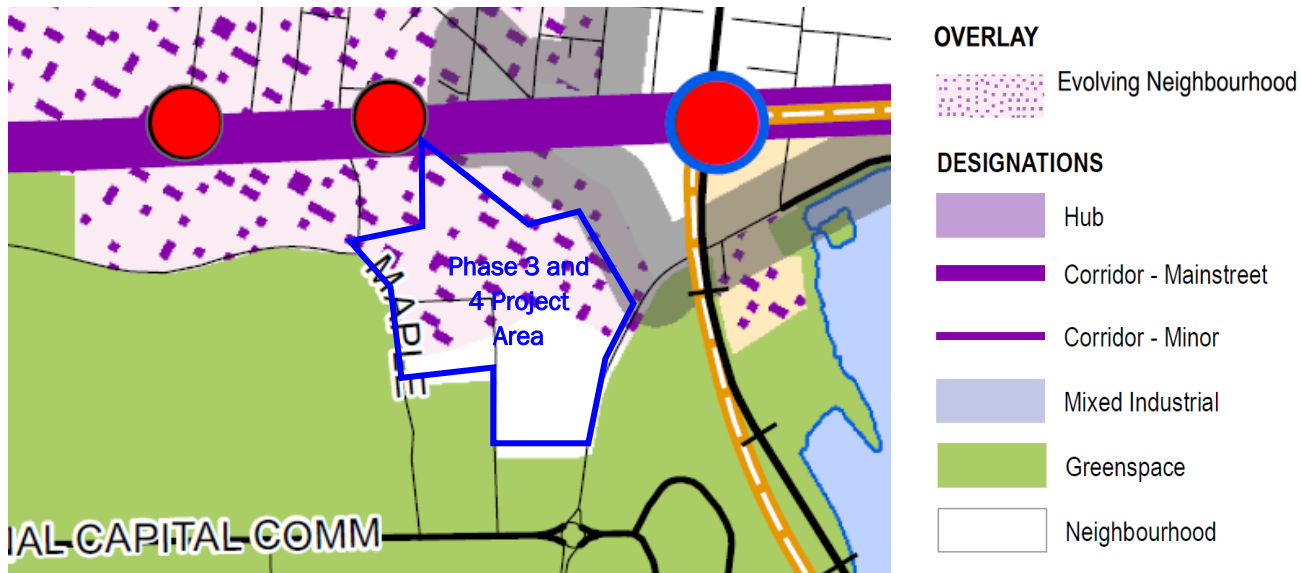 MAPLE
Phase 3 and
4 Project
Area
NAL CAPITAL COMM
OVERLAY
Evolving Neighbourhood
DESIGNATIONS
Hub
Corridor - Mainstreet
Corridor - Minor
Mixed Industrial
Greenspace
Neighbourhood